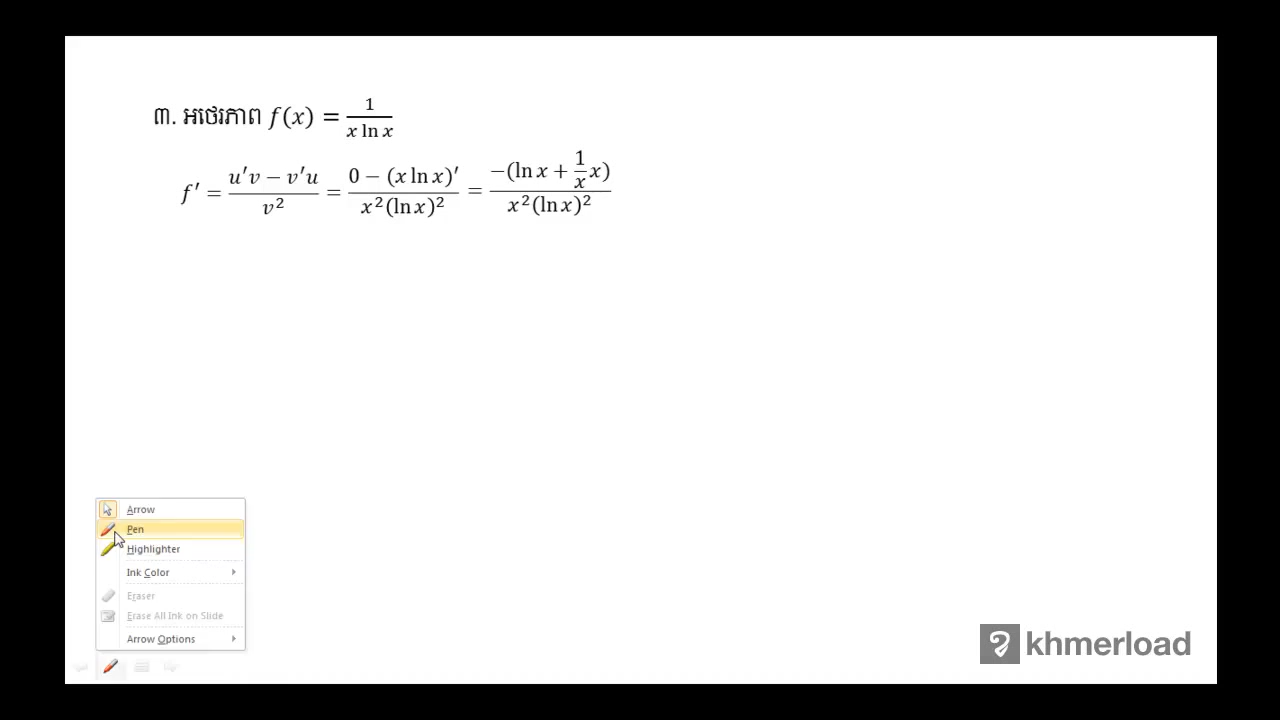 ៣. អថេរភាព f(x) = 1/(x ln x)
f′ = (u′v − v′u)/v² = (0 − (x ln x)′)/(x²(ln x)²) = (−(ln x + (1/x)x))/(x²(ln x)²)
Arrow
Pen
Highlighter
Ink Color
Eraser
Erase All Ink on Slide
Arrow Options
khmerload